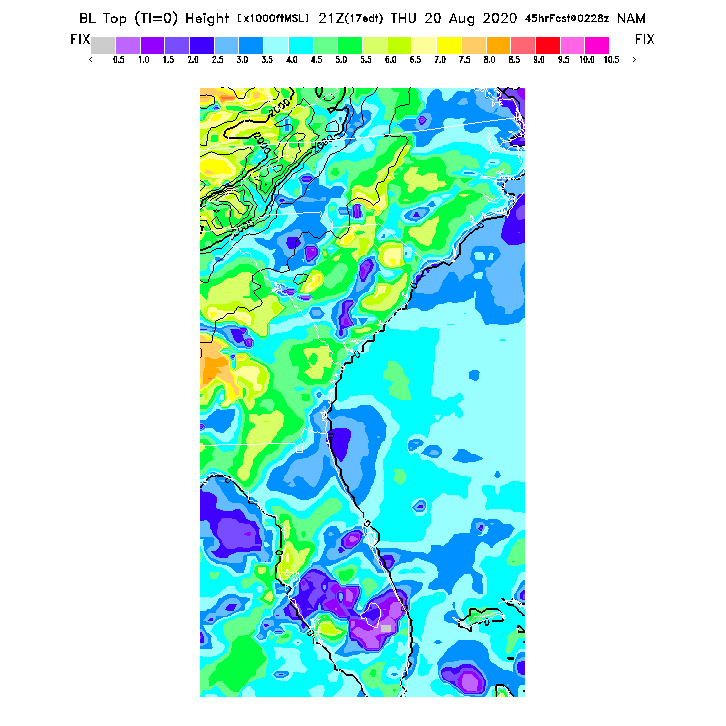 BL Top (TI=0) Height [x1000ftMSL] 21Z(17edt) THU 20 Aug 2020 45hrFcst@0228z NAM
FIX FIX
< 0.5 1.0 1.5 2.0 2.5 3.0 3.5 4.0 4.5 5.0 5.5 6.0 6.5 7.0 7.5 8.0 8.5 9.0 9.5 10.0 10.5 >
2000
2000